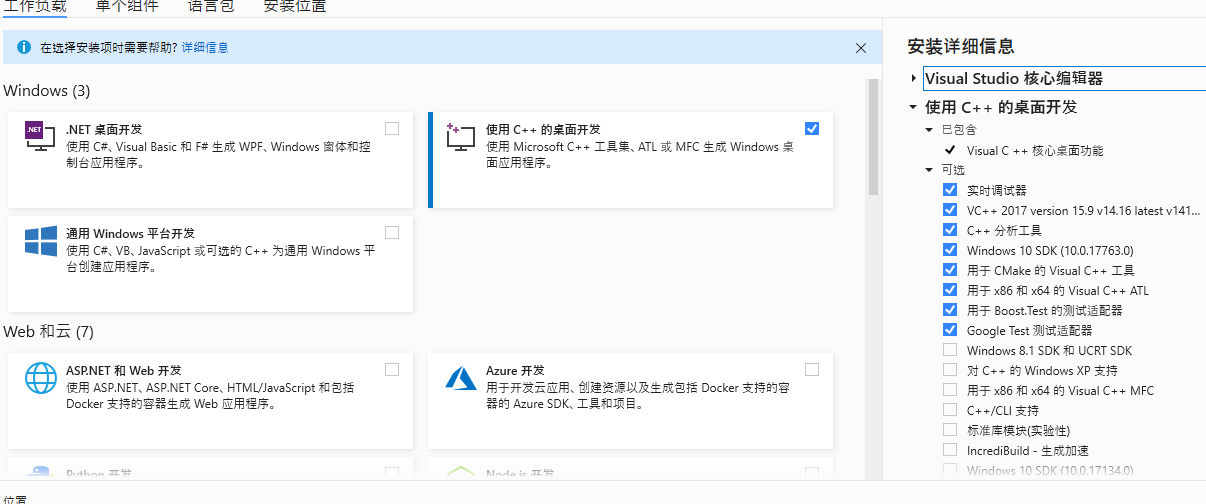 工作负载 单个组件 语言包 安装位置
在选择安装项时需要帮助? 详细信息
Windows (3)
.NET
.NET 桌面开发
使用 C#、Visual Basic 和 F# 生成 WPF、Windows 窗体和控
制台应用程序。
使用 C++ 的桌面开发
使用 Microsoft C++ 工具集、ATL 或 MFC 生成 Windows 桌
面应用程序。
通用 Windows 平台开发
使用 C#、VB、JavaScript 或可选的 C++ 为通用 Windows 平
台创建应用程序。
Web 和云 (7)
ASP.NET 和 Web 开发
使用 ASP.NET、ASP.NET Core、HTML/JavaScript 和包括
Docker 支持的容器生成 Web 应用程序。
Azure 开发
用于开发云应用、创建资源以及生成包括 Docker 支持的容
器的 Azure SDK、工具和项目。
Python 开发
Node.js 开发
位置
安装详细信息
Visual Studio 核心编辑器
使用 C++ 的桌面开发
已包含
Visual C ++ 核心桌面功能
可选
实时调试器
VC++ 2017 version 15.9 v14.16 latest v141...
C++ 分析工具
Windows 10 SDK (10.0.17763.0)
用于 CMake 的 Visual C++ 工具
用于 x86 和 x64 的 Visual C++ ATL
用于 Boost.Test 的测试适配器
Google Test 测试适配器
Windows 8.1 SDK 和 UCRT SDK
对 C++ 的 Windows XP 支持
用于 x86 和 x64 的 Visual C++ MFC
C++/CLI 支持
标准库模块(实验性)
IncrediBuild - 生成加速
Windows 10 SDK (10.0.17134.0)